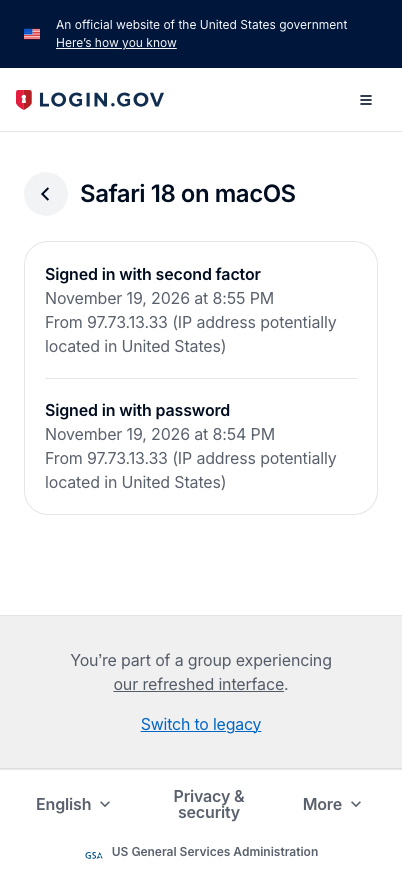 An official website of the United States government
Here's how you know
LOGIN.GOV
Safari 18 on macOS
Signed in with second factor
November 19, 2026 at 8:55 PM
From 97.73.13.33 (IP address potentially
located in United States)
Signed in with password
November 19, 2026 at 8:54 PM
From 97.73.13.33 (IP address potentially
located in United States)
You're part of a group experiencing
our refreshed interface.
Switch to legacy
English
Privacy &
security
More
GSA US General Services Administration